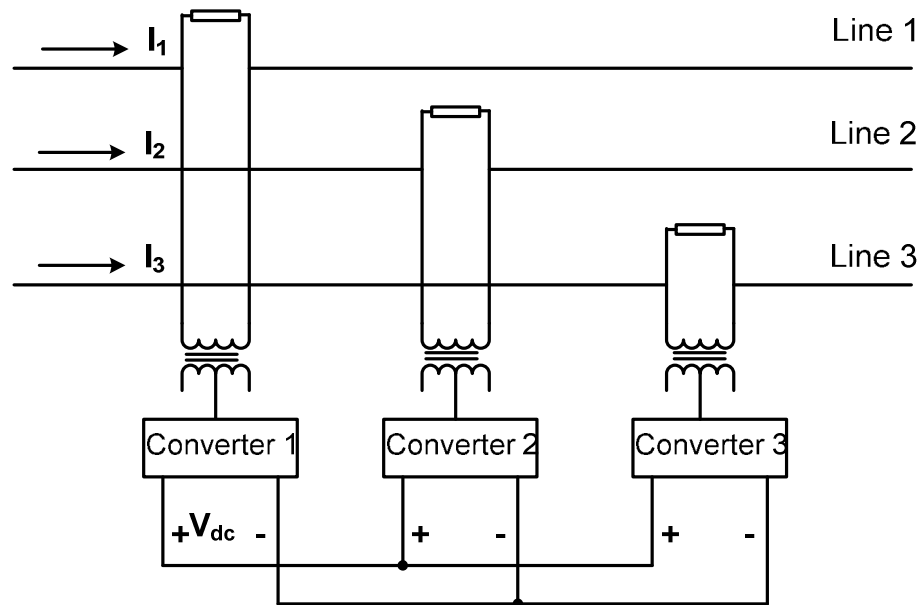 I1
Line 1
I2
Line 2
I3
Line 3
Converter 1
Converter 2
Converter 3
+ Vdc -
+ -
+ -